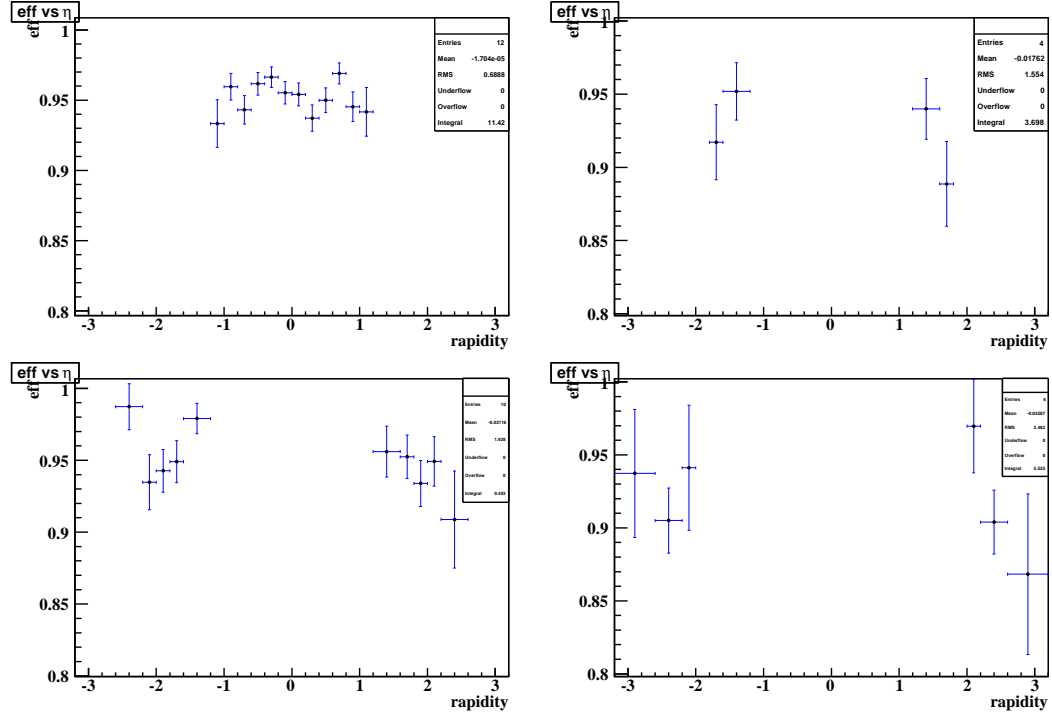 eff vs η
eff
1
0.95
0.9
0.85
0.8
-3 -2 -1 0 1 2 3
rapidity
Entries 12
Mean -1.704e-05
RMS 0.6888
Underflow 0
Overflow 0
Integral 11.42
eff vs η
eff
1
0.95
0.9
0.85
0.8
-3 -2 -1 0 1 2 3
rapidity
Entries 4
Mean -0.01762
RMS 1.554
Underflow 0
Overflow 0
Integral 3.698
eff vs η
eff
1
0.95
0.9
0.85
0.8
-3 -2 -1 0 1 2 3
rapidity
Entries 10
Mean -0.02116
RMS 1.928
Underflow 0
Overflow 0
Integral
eff vs η
eff
1
0.95
0.9
0.85
0.8
-3 -2 -1 0 1 2 3
rapidity
Entries 6
Mean -0.02587
RMS 2.482
Underflow 0
Overflow 0
Integral 5.525